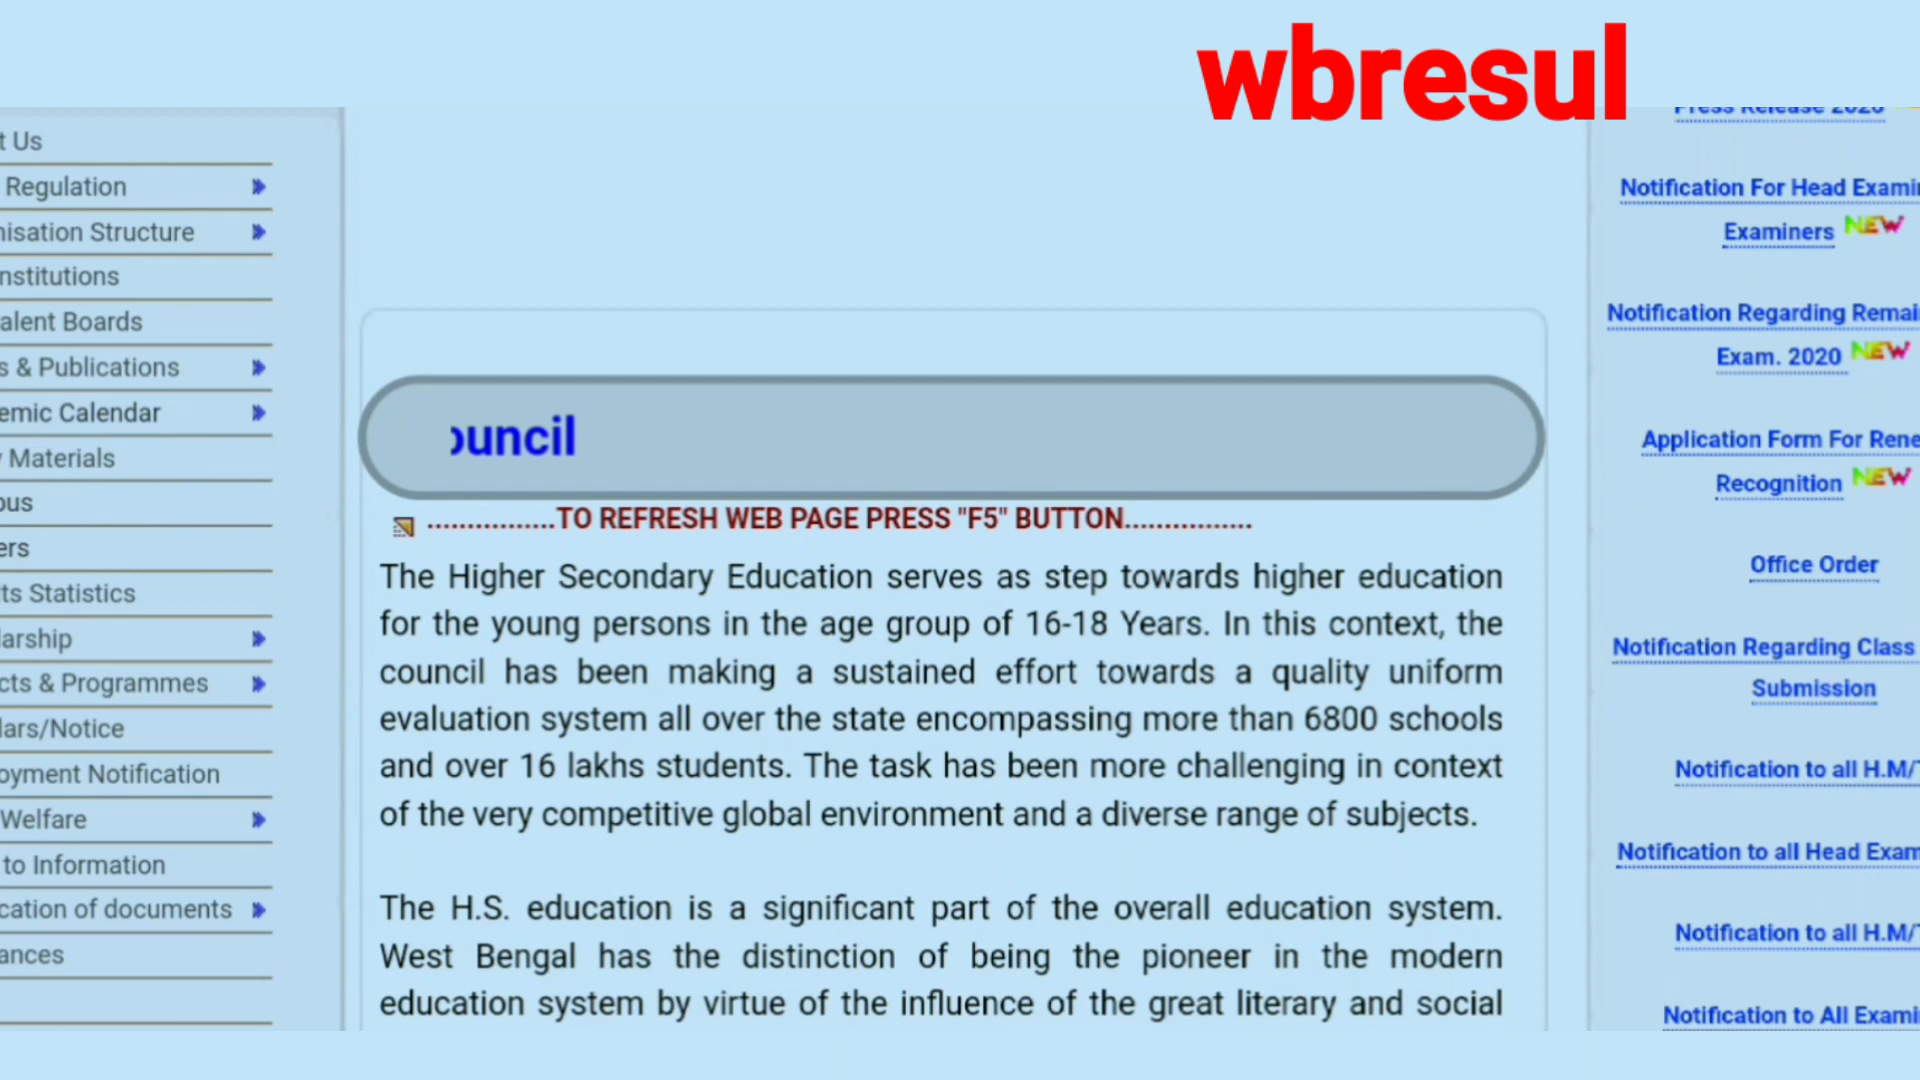 wbresul
t Us
Regulation
nisation Structure
nstitutions
alent Boards
s & Publications
emic Calendar
Materials
bus
ers
ts Statistics
larship
cts & Programmes
lars/Notice
oyment Notification
Welfare
to Information
cation of documents
ances
ouncil
................TO REFRESH WEB PAGE PRESS "F5" BUTTON................
The Higher Secondary Education serves as step towards higher education
for the young persons in the age group of 16-18 Years. In this context, the
council has been making a sustained effort towards a quality uniform
evaluation system all over the state encompassing more than 6800 schools
and over 16 lakhs students. The task has been more challenging in context
of the very competitive global environment and a diverse range of subjects.
The H.S. education is a significant part of the overall education system.
West Bengal has the distinction of being the pioneer in the modern
education system by virtue of the influence of the great literary and social
Press Release 2020
Notification For Head Examin
Examiners NEW
Notification Regarding Remai
Exam. 2020 NEW
Application Form For Rene
Recognition NEW
Office Order
Notification Regarding Class
Submission
Notification to all H.M/T
Notification to all Head Exam
Notification to all H.M/T
Notification to All Exami